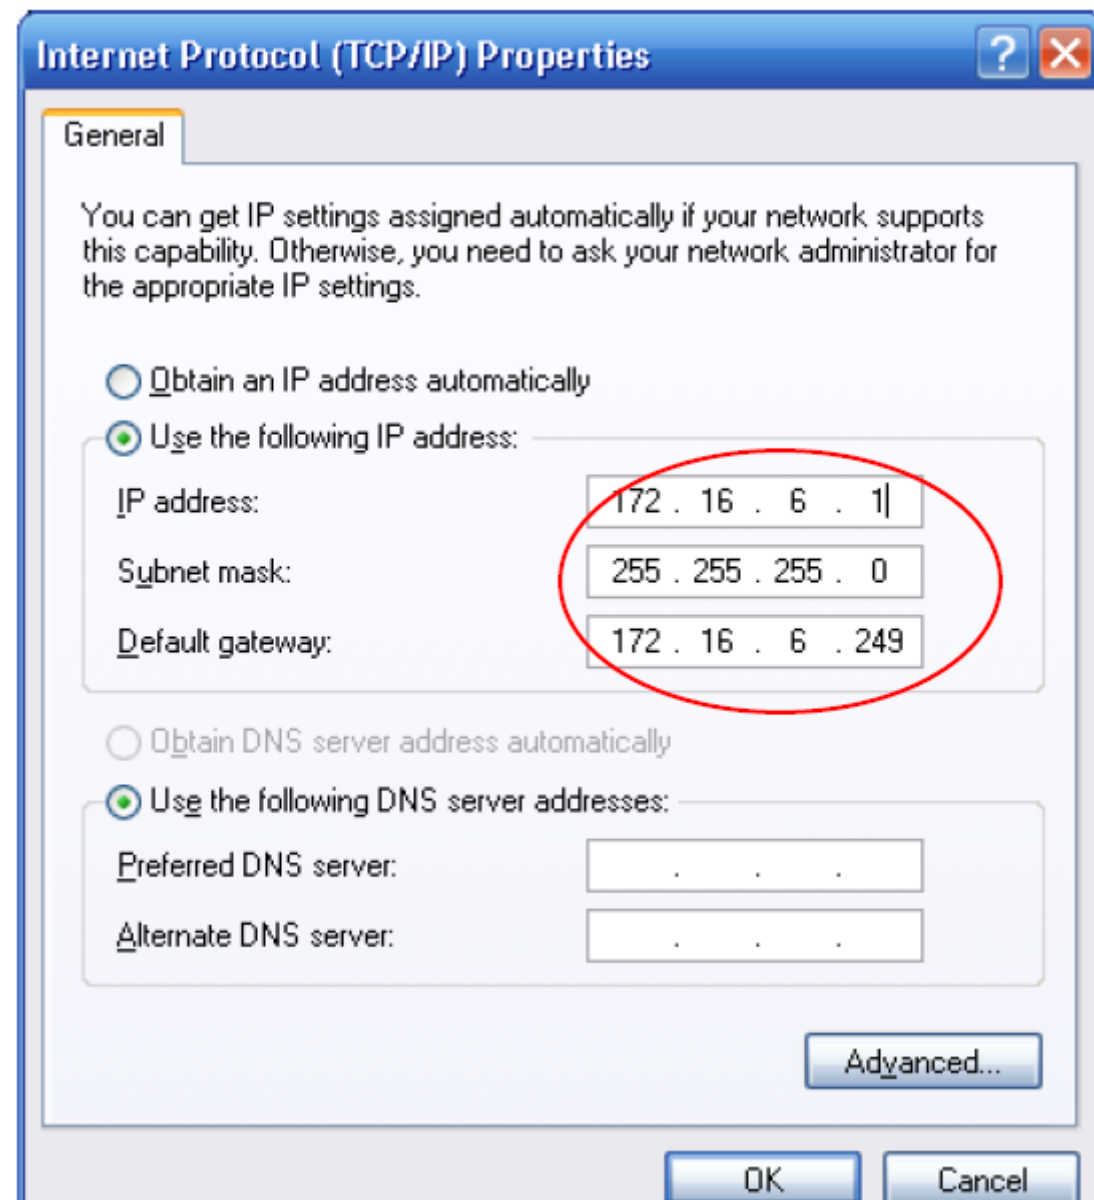 Internet Protocol (TCP/IP) Properties
?
General
You can get IP settings assigned automatically if your network supports
this capability. Otherwise, you need to ask your network administrator for
the appropriate IP settings.
Obtain an IP address automatically
Use the following IP address:
IP address: 172 . 16 . 6 . 1
Subnet mask: 255 . 255 . 255 . 0
Default gateway: 172 . 16 . 6 . 249
Obtain DNS server address automatically
Use the following DNS server addresses:
Preferred DNS server: . . .
Alternate DNS server: . . .
Advanced...
OK Cancel